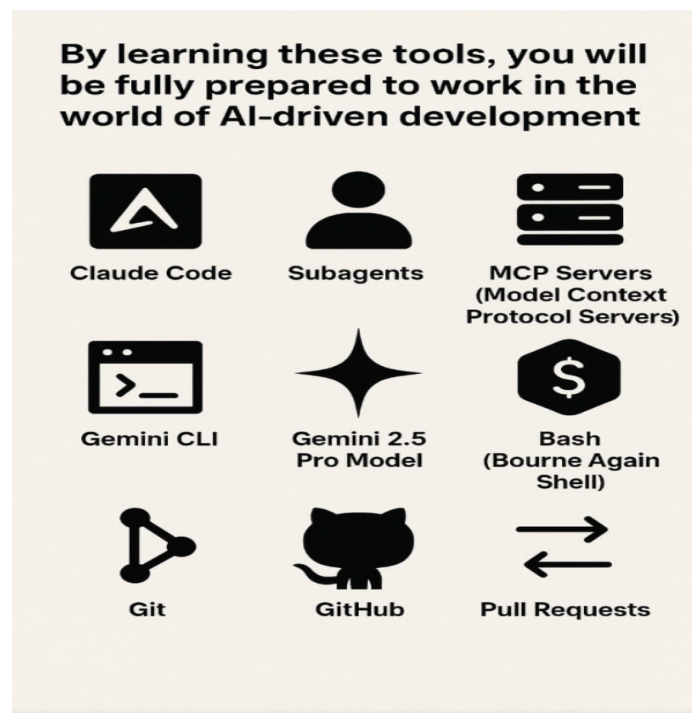 By learning these tools, you will
be fully prepared to work in the
world of AI-driven development
Claude Code
Subagents
MCP Servers
(Model Context
Protocol Servers)
Gemini CLI
Gemini 2.5
Pro Model
$
Bash
(Bourne Again
Shell)
Git
GitHub
Pull Requests